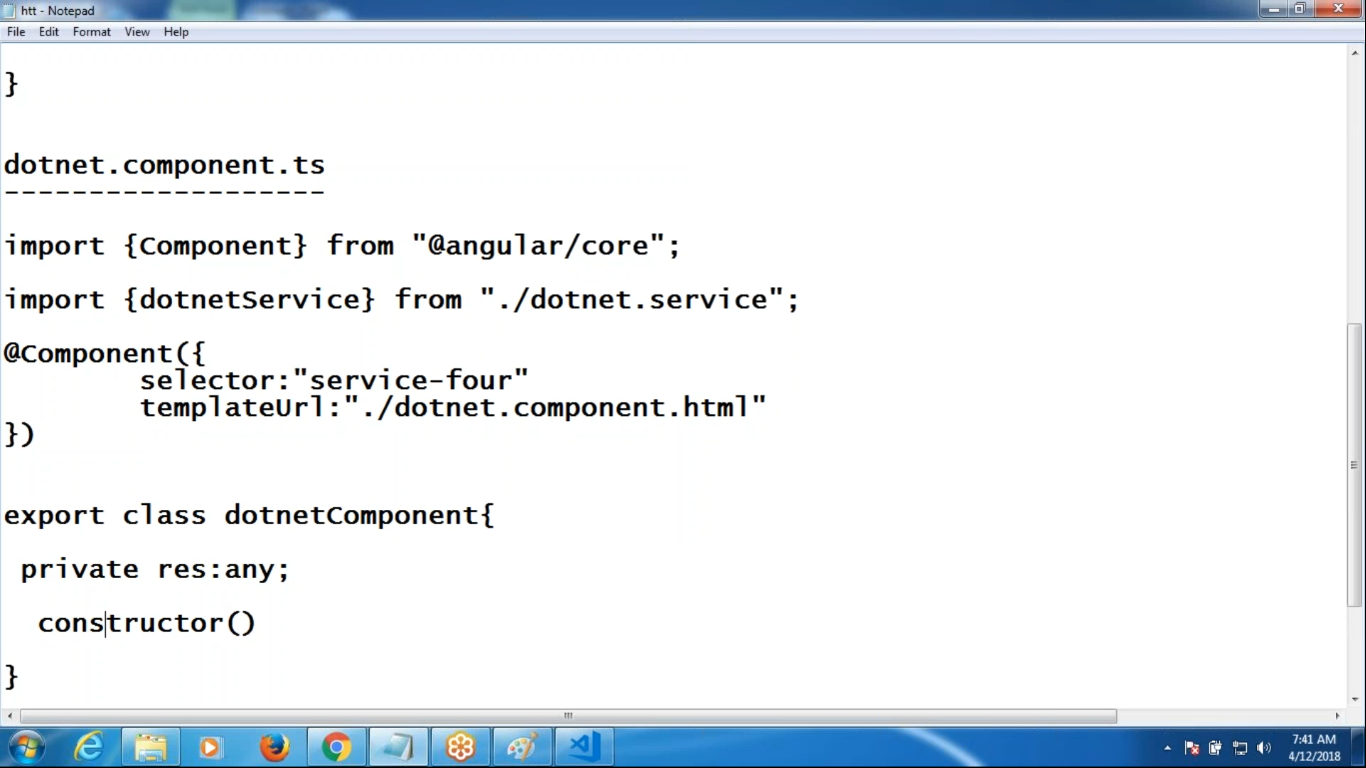 htt - Notepad
File Edit Format View Help
}
dotnet.component.ts
-------------------
import {Component} from "@angular/core";
import {dotnetService} from "./dotnet.service";
@Component({
selector:"service-four"
templateUrl:"./dotnet.component.html"
})
export class dotnetComponent{
private res:any;
constructor()
}
7:41 AM
4/12/2018